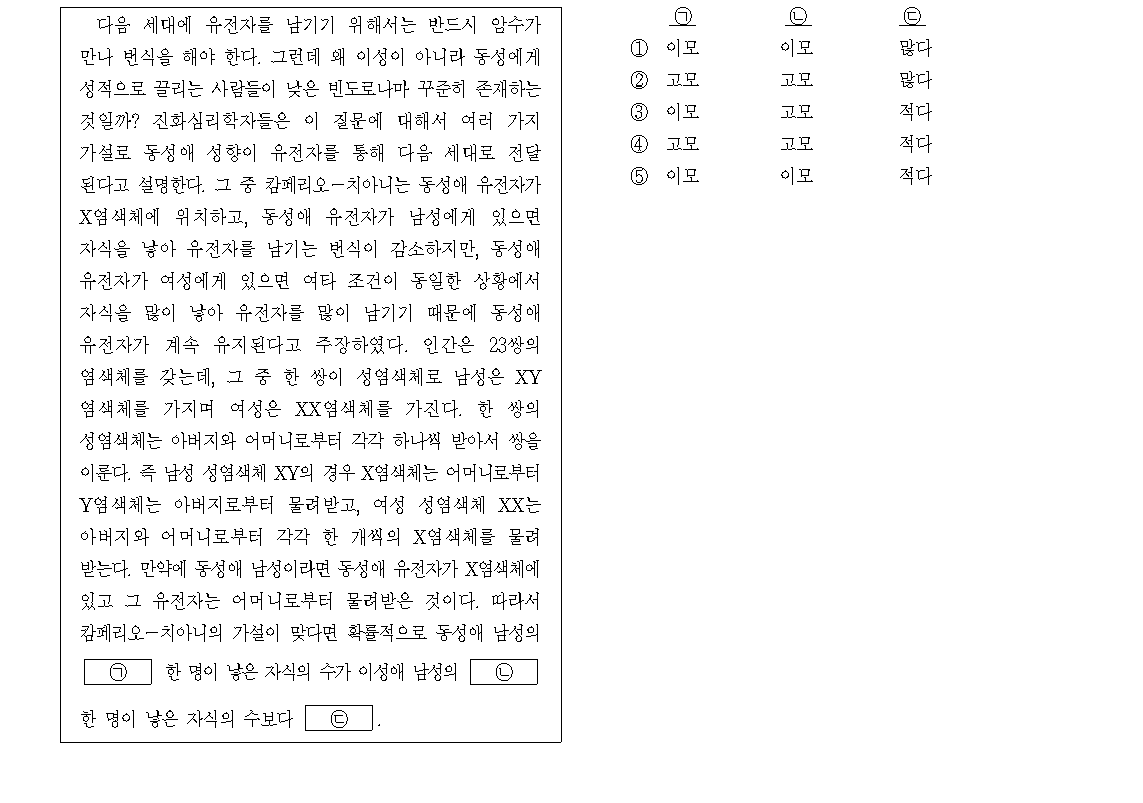 다음 세대에 유전자를 남기기 위해서는 반드시 암수가
만나 번식을 해야 한다. 그런데 왜 이성이 아니라 동성에게
성적으로 끌리는 사람들이 낮은 빈도로나마 꾸준히 존재하는
것일까? 진화심리학자들은 이 질문에 대해서 여러 가지
가설로 동성애 성향이 유전자를 통해 다음 세대로 전달
된다고 설명한다. 그 중 캄페리오-치아니는 동성애 유전자가
X염색체에 위치하고, 동성애 유전자가 남성에게 있으면
자식을 낳아 유전자를 남기는 번식이 감소하지만, 동성애
유전자가 여성에게 있으면 여타 조건이 동일한 상황에서
자식을 많이 낳아 유전자를 많이 남기기 때문에 동성애
유전자가 계속 유지된다고 주장하였다. 인간은 23쌍의
염색체를 갖는데, 그 중 한 쌍이 성염색체로 남성은 XY
염색체를 가지며 여성은 XX염색체를 가진다. 한 쌍의
성염색체는 아버지와 어머니로부터 각각 하나씩 받아서 쌍을
이룬다. 즉 남성 성염색체 XY의 경우 X염색체는 어머니로부터
Y염색체는 아버지로부터 물려받고, 여성 성염색체 XX는
아버지와 어머니로부터 각각 한 개씩의 X염색체를 물려
받는다. 만약에 동성애 남성이라면 동성애 유전자가 X염색체에
있고 그 유전자는 어머니로부터 물려받은 것이다. 따라서
캄페리오-치아니의 가설이 맞다면 확률적으로 동성애 남성의
㉠ 한 명이 낳은 자식의 수가 이성애 남성의 ㉡
한 명이 낳은 자식의 수보다 ㉢ .
㉠ ㉡ ㉢
① 이모 이모 많다
② 고모 고모 많다
③ 이모 고모 적다
④ 고모 고모 적다
⑤ 이모 이모 적다